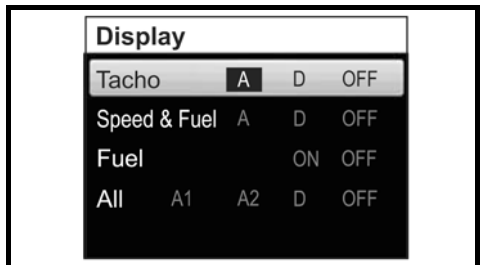 Display
Tacho A D OFF
Speed & Fuel A D OFF
Fuel ON OFF
All A1 A2 D OFF